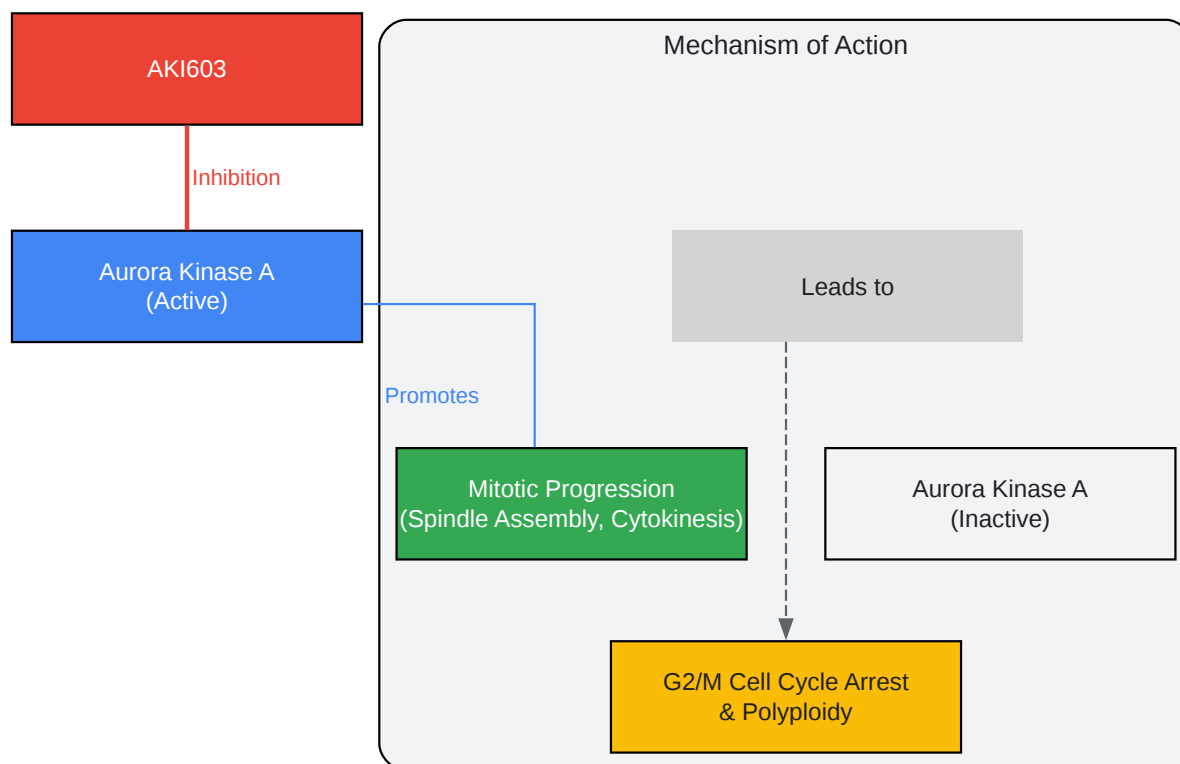 Mechanism of Action
AKI603
Inhibition
Aurora Kinase A
(Active)
Leads to
Promotes
Mitotic Progression
(Spindle Assembly, Cytokinesis)
Aurora Kinase A
(Inactive)
G2/M Cell Cycle Arrest
& Polyploidy